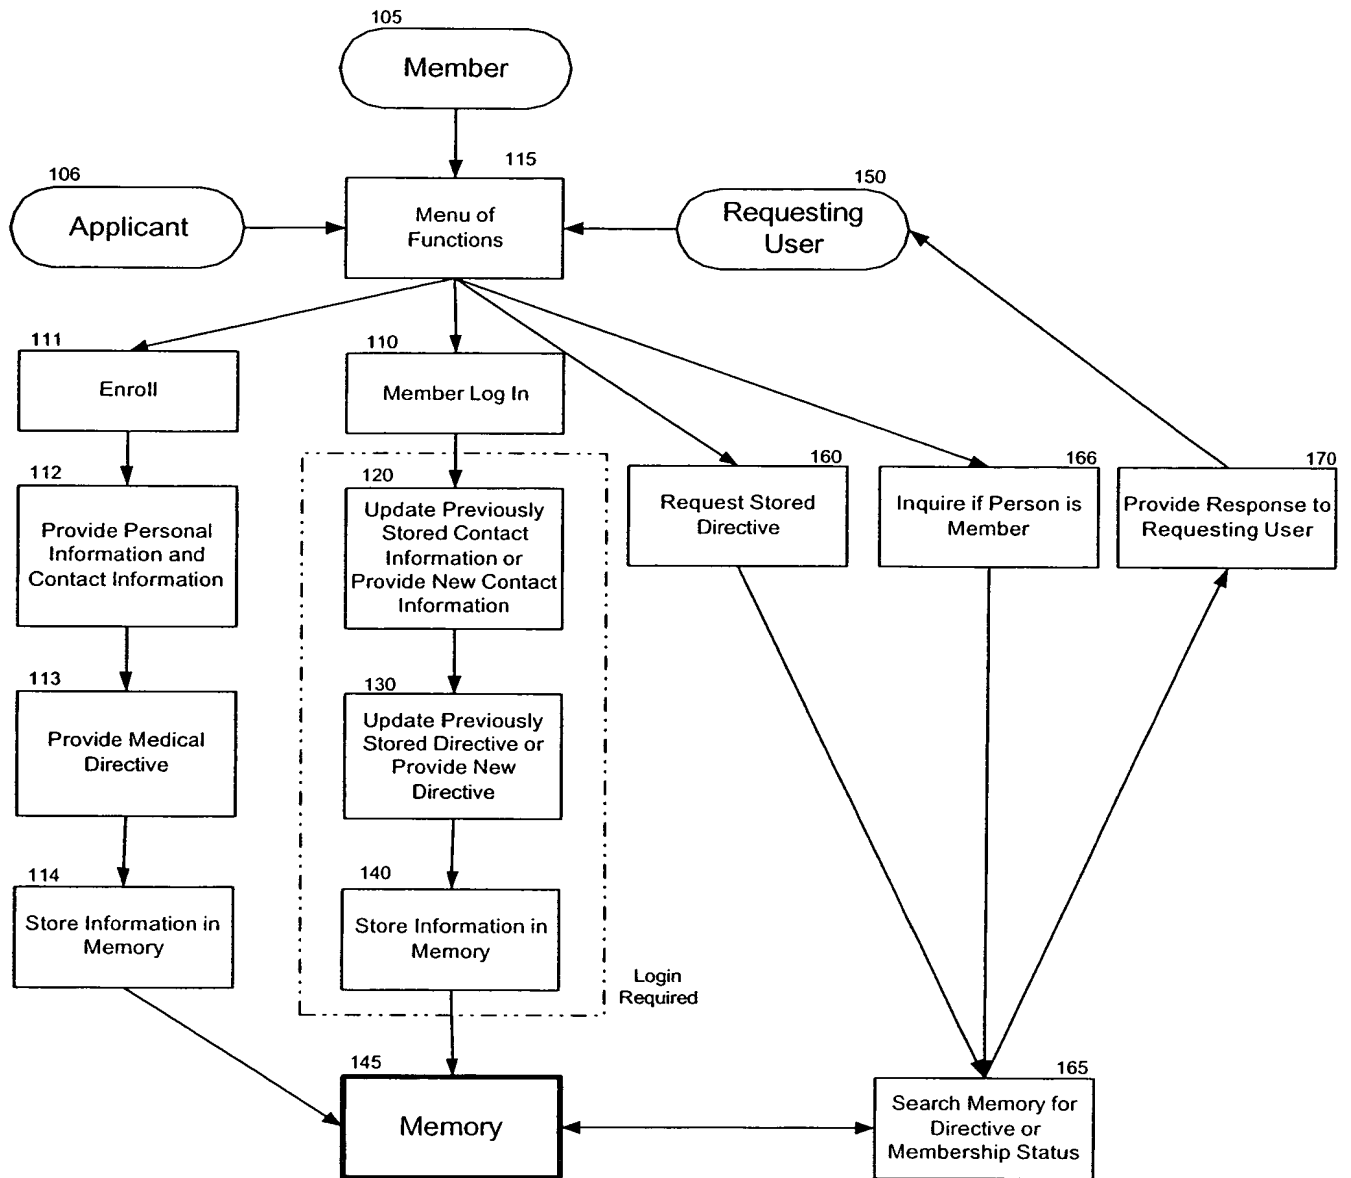 105
Member
115
106
150
Menu of
Functions
Applicant
Requesting
User
111
Enroll
110
Member Log In
112
Provide Personal
Information and
Contact Information
120
Update Previously
Stored Contact
Information or
Provide New Contact
Information
160
Request Stored
Directive
166
Inquire if Person is
Member
170
Provide Response to
Requesting User
113
Provide Medical
Directive
130
Update Previously
Stored Directive or
Provide New
Directive
114
Store Information in
Memory
140
Store Information in
Memory
Login
Required
145
Memory
165
Search Memory for
Directive or
Membership Status